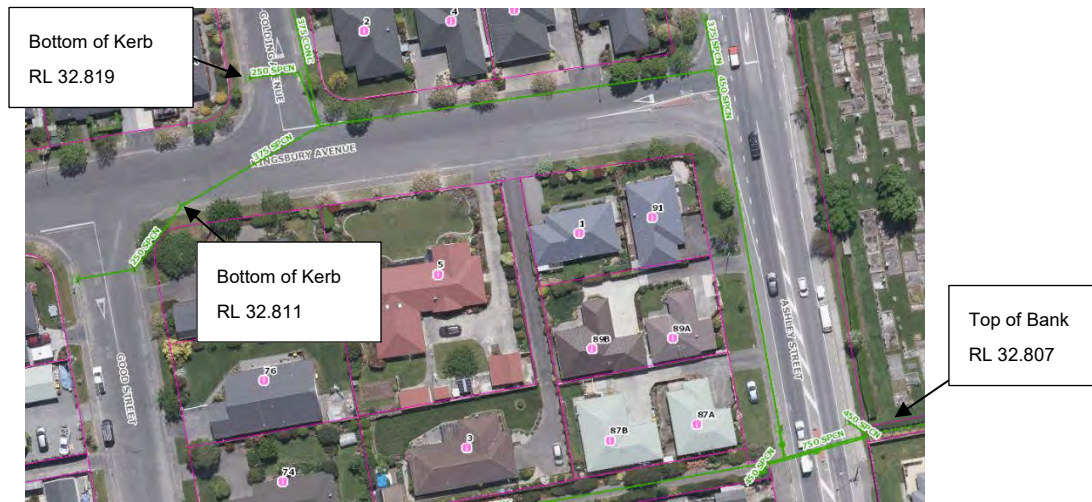 Bottom of Kerb
RL 32.819
250 SPCN
GOLDING AVENUE
375 CONC
2
4
375 SPCN
450 SPCN
375 SPCN
INGSBURY AVENUE
250 SPCN
Bottom of Kerb
RL 32.811
5
1
91
89B
89A
ASHLEY STREET
Top of Bank
RL 32.807
GOOD STREET
76
74
3
87B
87A
450 SPCN
750 SPCN
450 SPCN